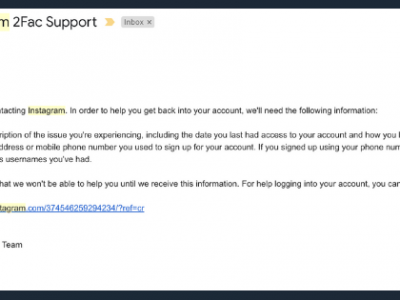 m 2Fac Support Inbox ×
tacting Instagram. In order to help you get back into your account, we'll need the following information:
ription of the issue you're experiencing, including the date you last had access to your account and how you l
address or mobile phone number you used to sign up for your account. If you signed up using your phone num
s usernames you've had.
hat we won't be able to help you until we receive this information. For help logging into your account, you can
tagram.com/374546259294234/?ref=cr
Team